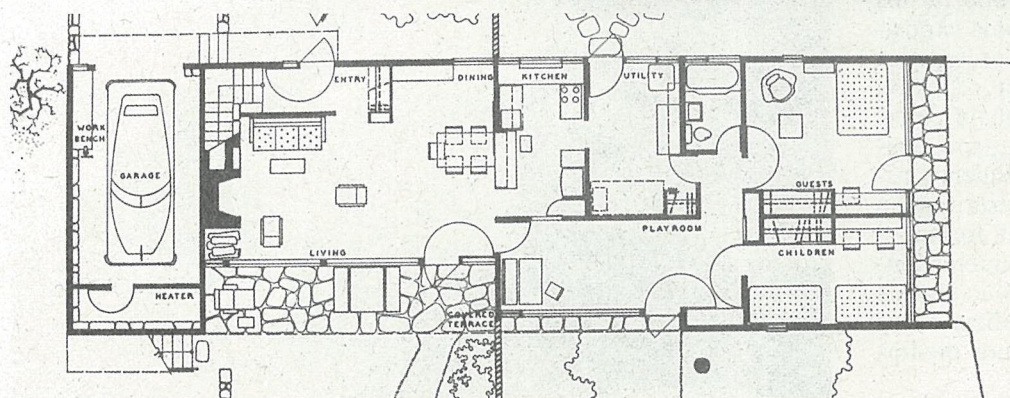 ENTRY
DINING
KITCHEN
UTILITY
WORK
BENCH
GARAGE
GUESTS
PLAYROOM
LIVING
CHILDREN
HEATER
COVERED
TERRACE